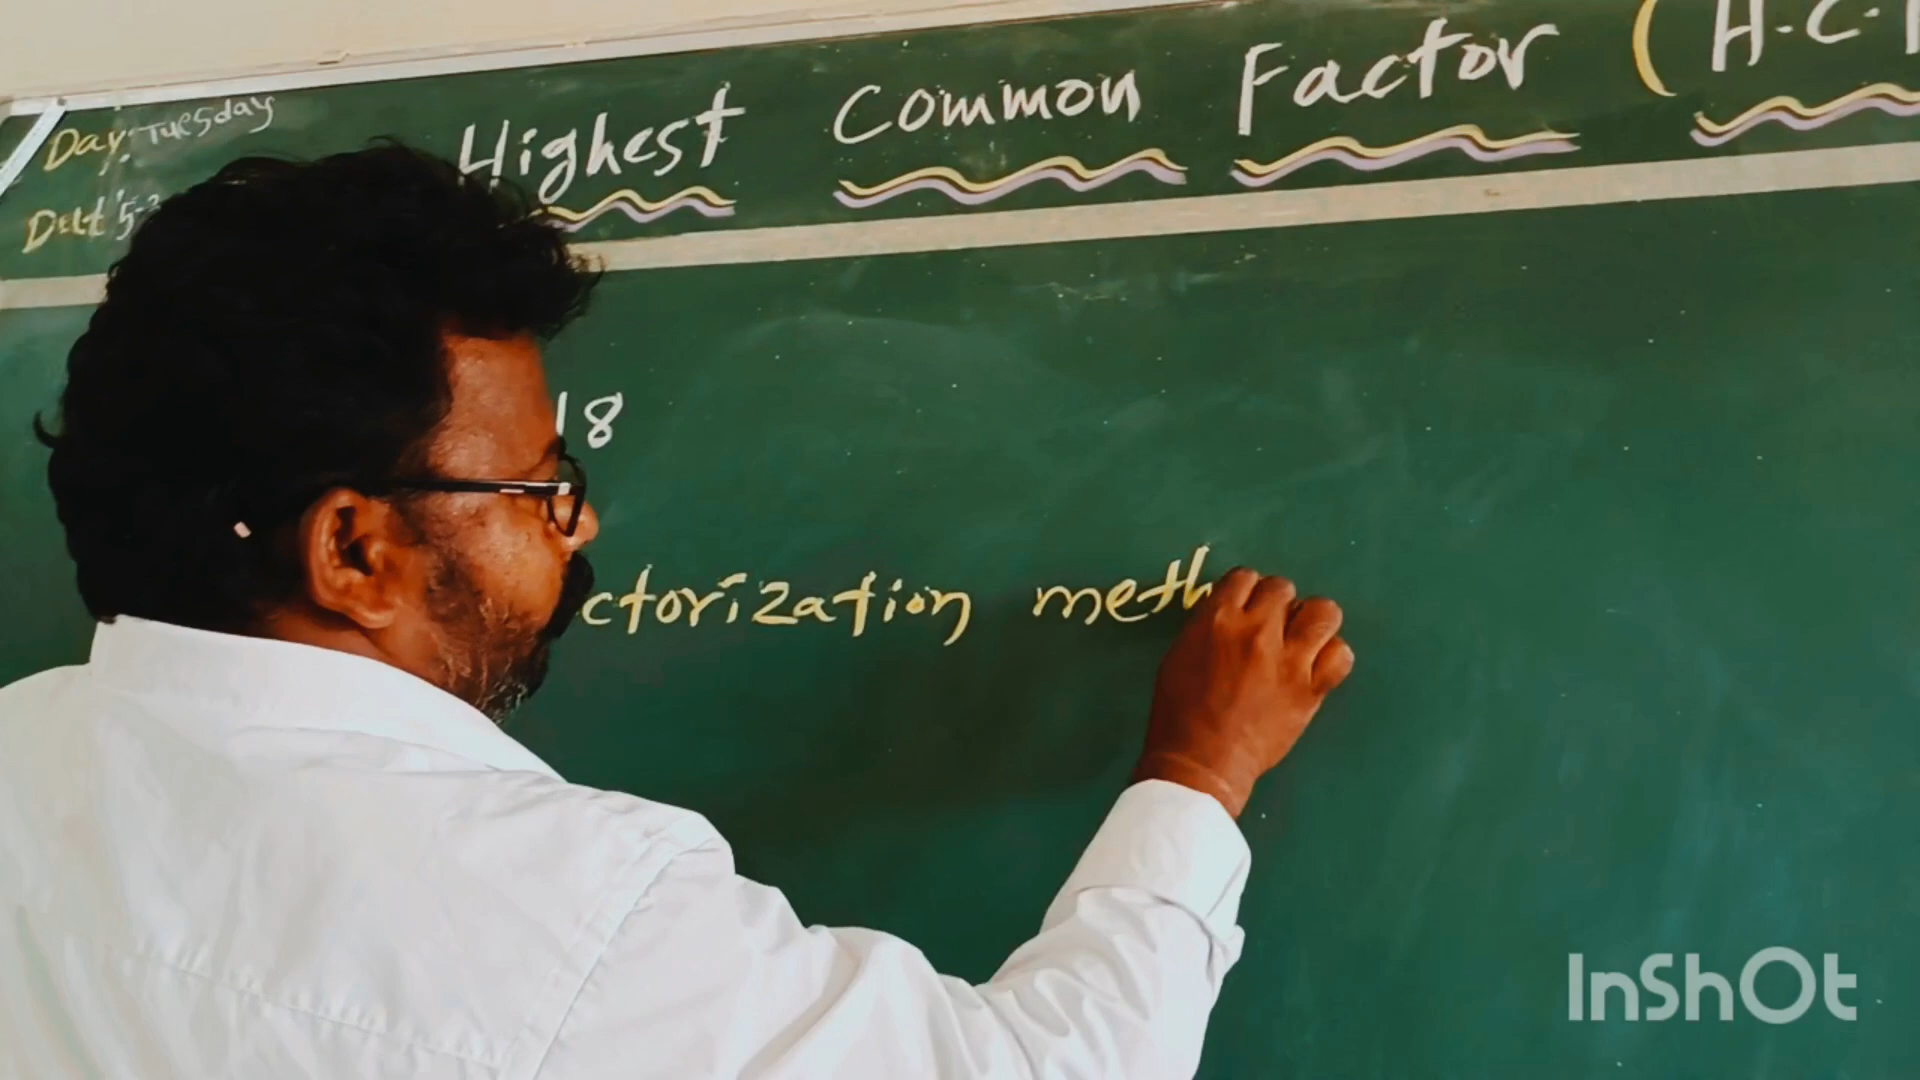 Day: Tuesday
Highest Common Factor (H.C.F
Date 5-3
18
ctorization meth
InShOt